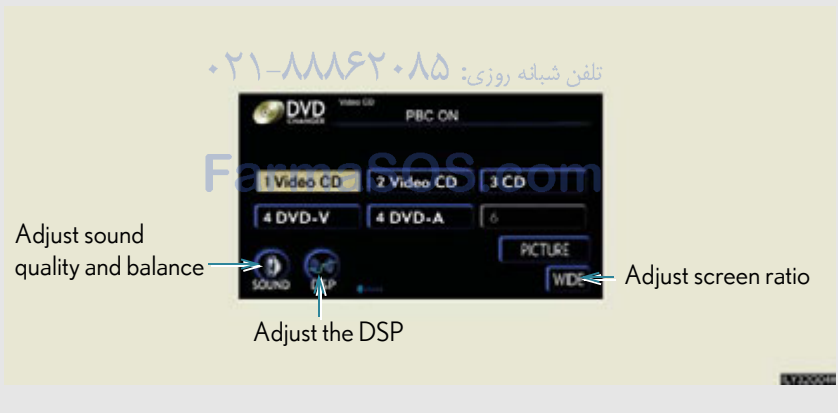 تلفن شبانه روزی: ۰۲۱-۸۸۸۶۲۰۸۵
DVD CHANGER Video CD PBC ON
FarmaSOS.com
1 Video CD 2 Video CD 3 CD
4 DVD-V 4 DVD-A 6
Adjust sound
quality and balance
PICTURE
SOUND DSP WIDE
Adjust screen ratio
Adjust the DSP